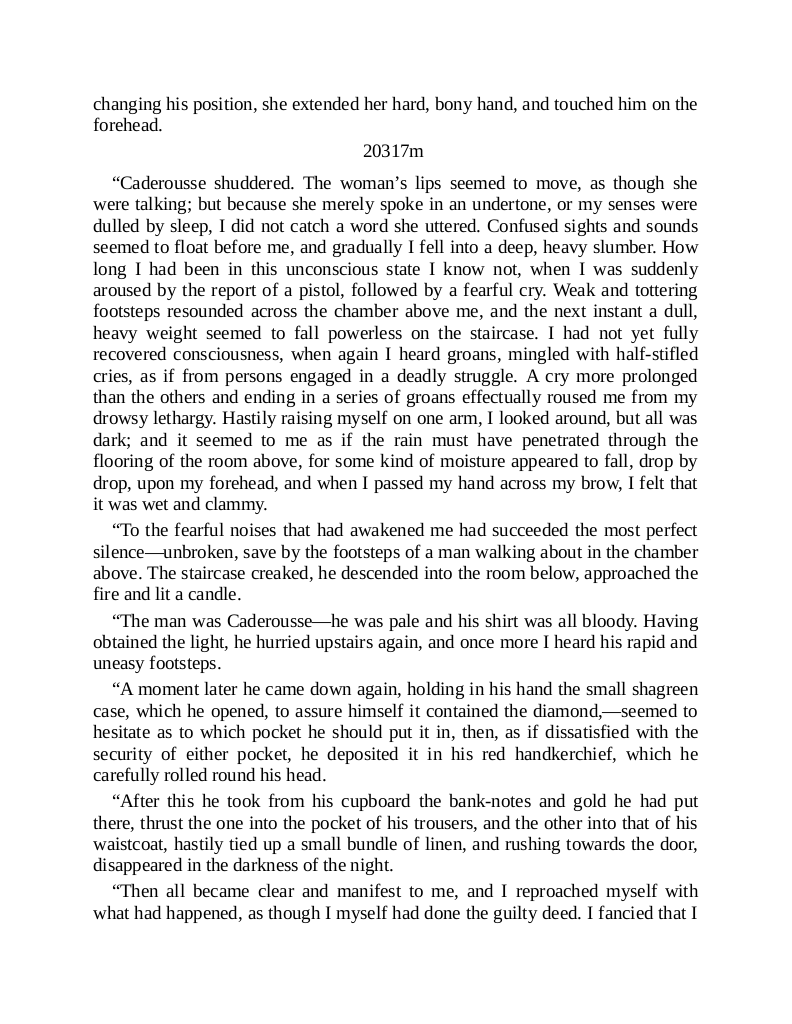 changing his position, she extended her hard, bony hand, and touched him on the
forehead.
20317m
“Caderousse shuddered. The woman’s lips seemed to move, as though she
were talking; but because she merely spoke in an undertone, or my senses were
dulled by sleep, I did not catch a word she uttered. Confused sights and sounds
seemed to float before me, and gradually I fell into a deep, heavy slumber. How
long I had been in this unconscious state I know not, when I was suddenly
aroused by the report of a pistol, followed by a fearful cry. Weak and tottering
footsteps resounded across the chamber above me, and the next instant a dull,
heavy weight seemed to fall powerless on the staircase. I had not yet fully
recovered consciousness, when again I heard groans, mingled with half-stifled
cries, as if from persons engaged in a deadly struggle. A cry more prolonged
than the others and ending in a series of groans effectually roused me from my
drowsy lethargy. Hastily raising myself on one arm, I looked around, but all was
dark; and it seemed to me as if the rain must have penetrated through the
flooring of the room above, for some kind of moisture appeared to fall, drop by
drop, upon my forehead, and when I passed my hand across my brow, I felt that
it was wet and clammy.
“To the fearful noises that had awakened me had succeeded the most perfect
silence—unbroken, save by the footsteps of a man walking about in the chamber
above. The staircase creaked, he descended into the room below, approached the
fire and lit a candle.
“The man was Caderousse—he was pale and his shirt was all bloody. Having
obtained the light, he hurried upstairs again, and once more I heard his rapid and
uneasy footsteps.
“A moment later he came down again, holding in his hand the small shagreen
case, which he opened, to assure himself it contained the diamond,—seemed to
hesitate as to which pocket he should put it in, then, as if dissatisfied with the
security of either pocket, he deposited it in his red handkerchief, which he
carefully rolled round his head.
“After this he took from his cupboard the bank-notes and gold he had put
there, thrust the one into the pocket of his trousers, and the other into that of his
waistcoat, hastily tied up a small bundle of linen, and rushing towards the door,
disappeared in the darkness of the night.
“Then all became clear and manifest to me, and I reproached myself with
what had happened, as though I myself had done the guilty deed. I fancied that I